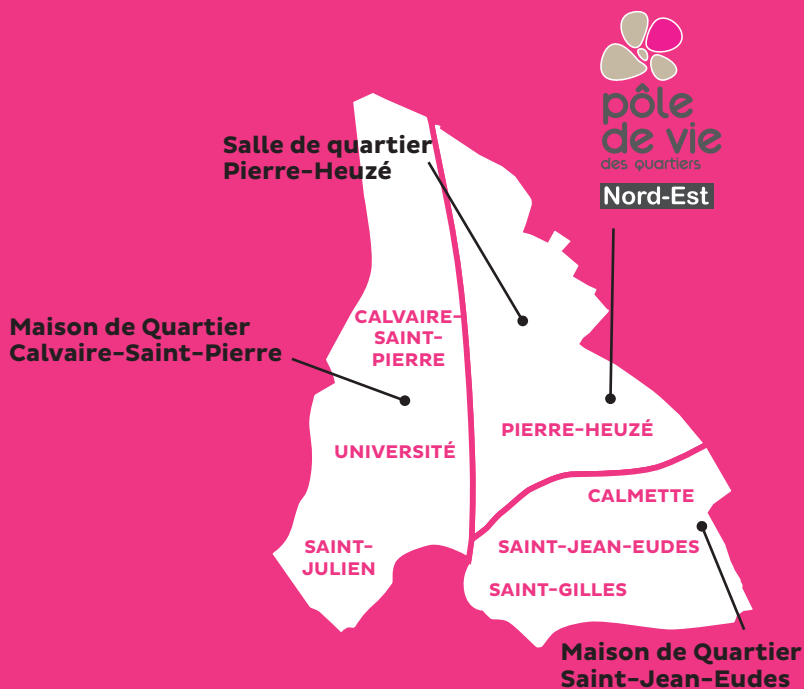 pôle
de vie
des quartiers
Nord-Est
Salle de quartier
Pierre-Heuzé
Maison de Quartier
Calvaire-Saint-Pierre
CALVAIRE-
SAINT-
PIERRE
UNIVERSITÉ
PIERRE-HEUZÉ
CALMETTE
SAINT-
JULIEN
SAINT-JEAN-EUDES
SAINT-GILLES
Maison de Quartier
Saint-Jean-Eudes